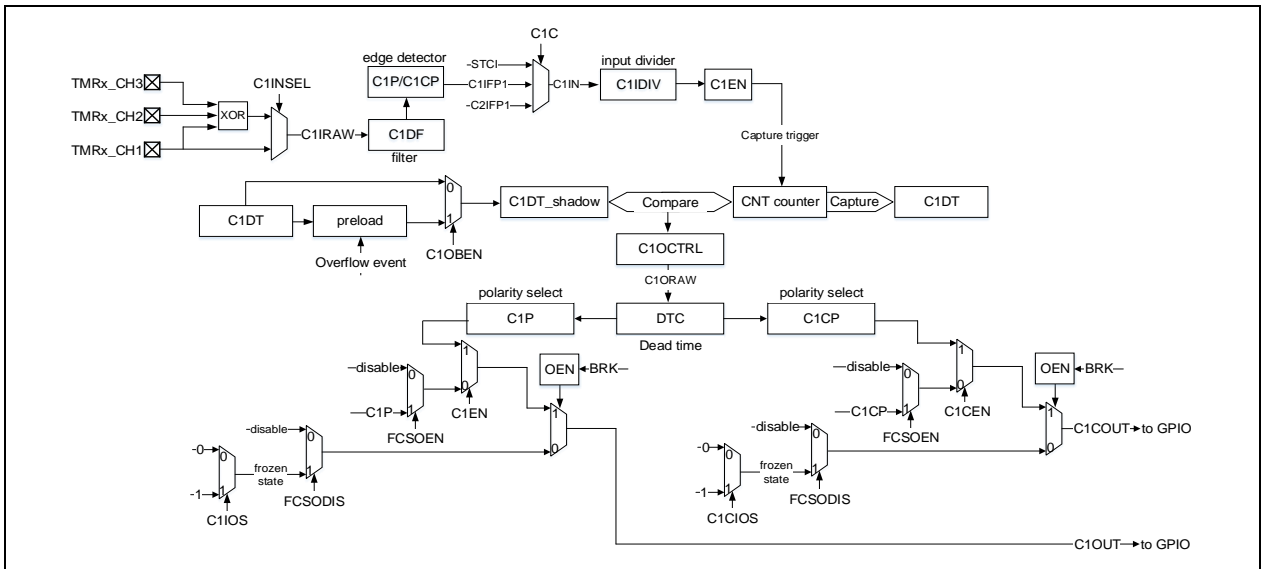 C1C
edge detector
input divider
-STCI
TMRx_CH3
C1INSEL
C1P/C1CP
C1IFP1
C1IN
C1IDIV
C1EN
-C2IFP1
TMRx_CH2
XOR
C1IRAW
C1DF
Capture trigger
TMRx_CH1
filter
0
C1DT
preload
1
C1DT_shadow
Compare
CNT counter
Capture
C1DT
C1OBEN
Overflow event
C1OCTRL
C1ORAW
polarity select
polarity select
C1P
DTC
C1CP
Dead time
1
1
disable
0
OEN
BRK
disable
0
OEN
BRK
0
0
C1P
1
C1EN
1
C1CP
1
C1CEN
1
FCSOEN
FCSOEN
C1COUT
to GPIO
-disable
0
0
-disable
0
0
-0
0
frozen
state
1
-0
0
frozen
state
1
-1
1
FCSODIS
-1
1
FCSODIS
C1IOS
C1CIOS
C1OUT
to GPIO